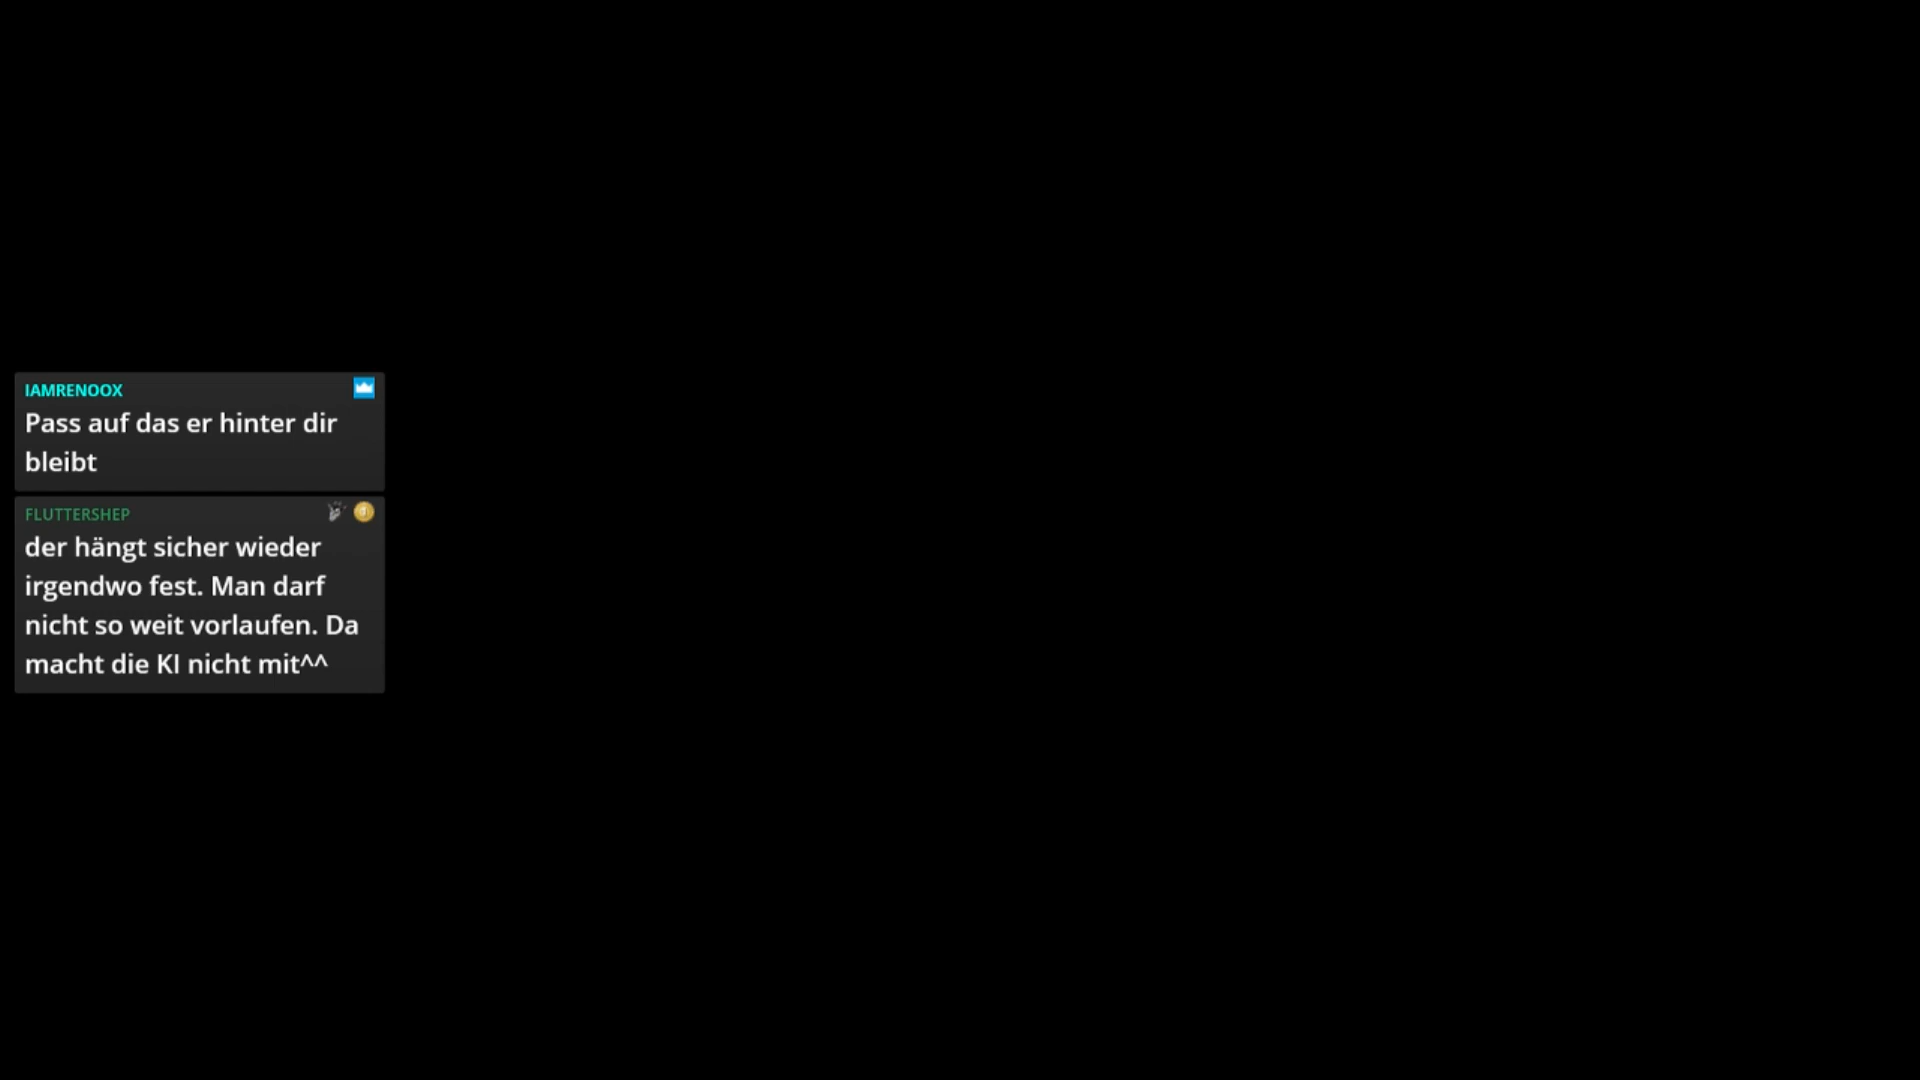 IAMRENOOX
Pass auf das er hinter dir
bleibt
FLUTTERSHEP
der hängt sicher wieder
irgendwo fest. Man darf
nicht so weit vorlaufen. Da
macht die KI nicht mit^^